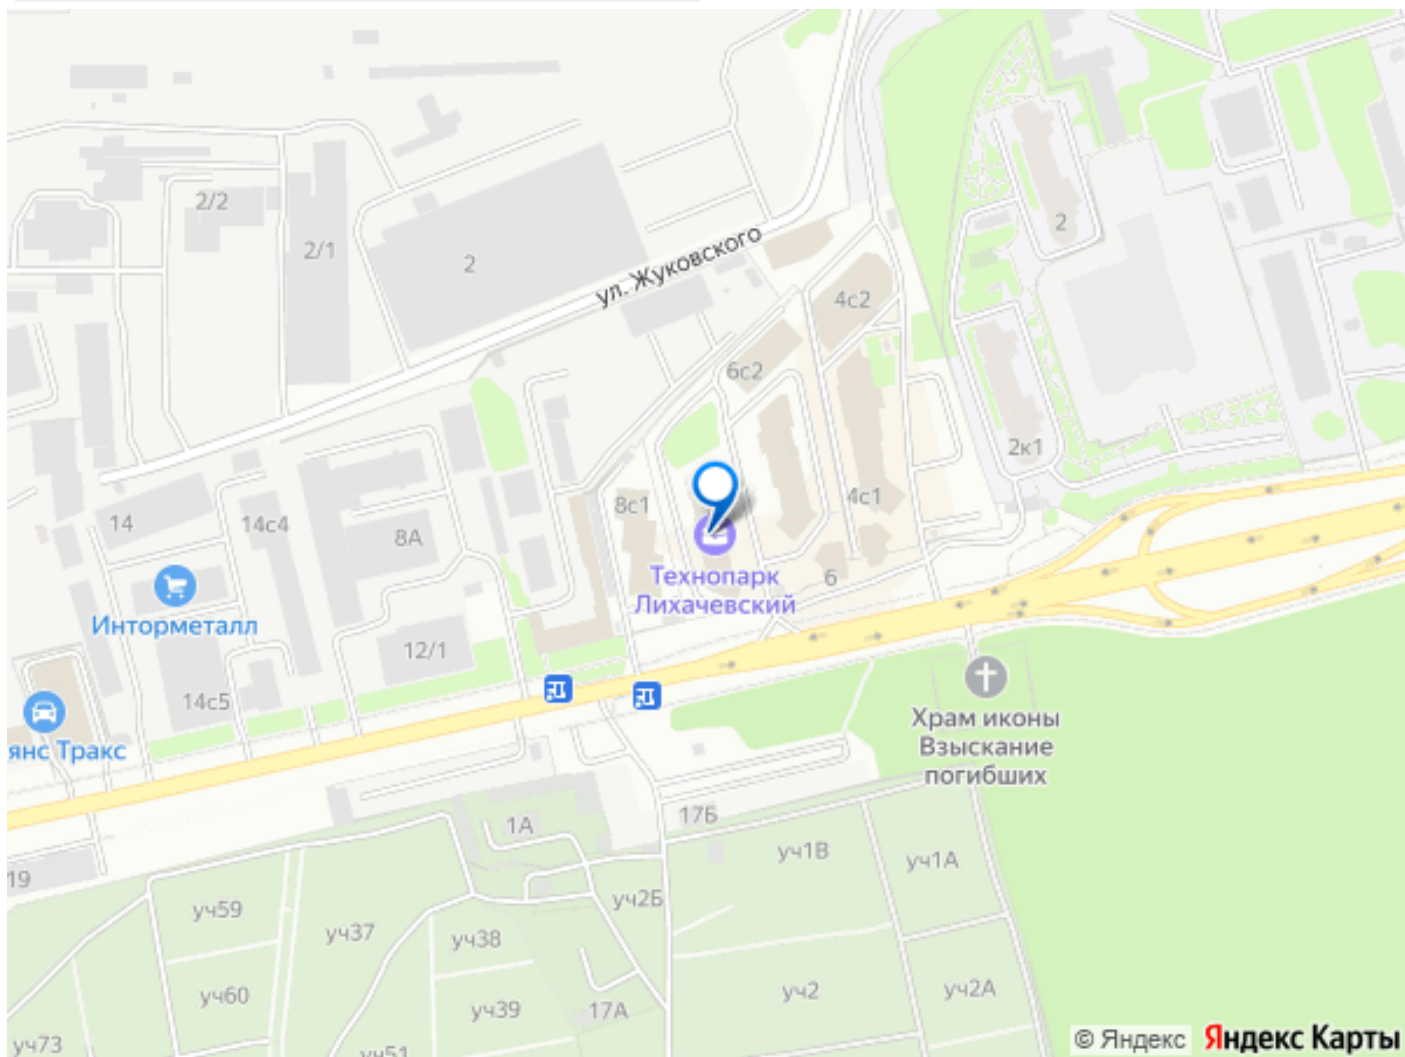 2/2
2/1
2
ул. Жуковского
4с2
2
6с2
2к1
14
14с4
8А
8с1
4с1
6
Технопарк
Лихачевский
Инторметалл
12/1
14с5
янс Тракс
Храм иконы
Взыскание
погибших
1А
17Б
19
уч1В
уч1А
уч59
уч37
уч38
уч2Б
уч60
уч39
17А
уч2
уч2А
уч73
уч51
© Яндекс Яндекс Карты